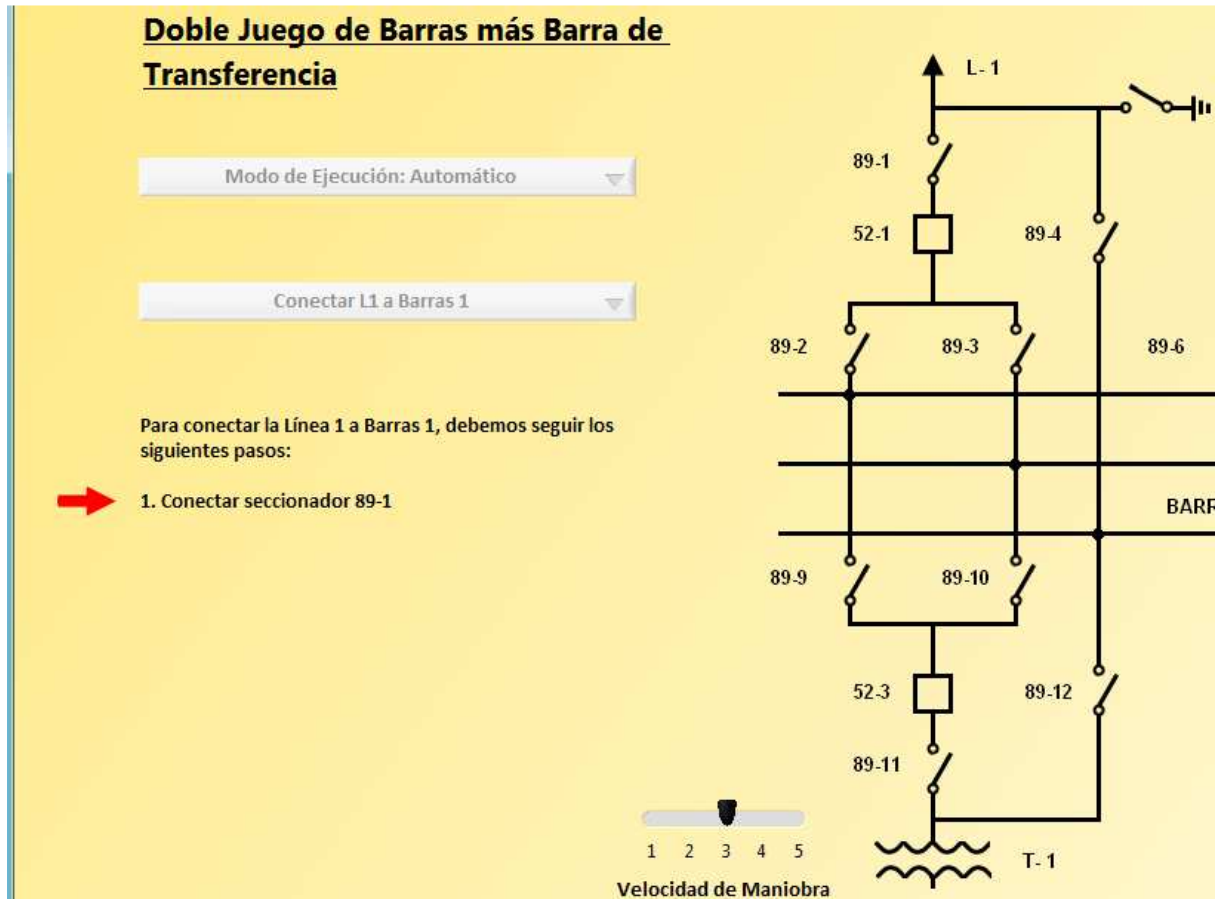 Doble Juego de Barras más Barra de
Transferencia
Modo de Ejecución: Automático
Conectar L1 a Barras 1
Para conectar la Línea 1 a Barras 1, debemos seguir los
siguientes pasos:
1. Conectar seccionador 89-1
L- 1
89-1
52-1
89-4
89-2
89-3
89-6
BARR
89-9
89-10
52-3
89-12
89-11
T- 1
1 2 3 4 5
Velocidad de Maniobra